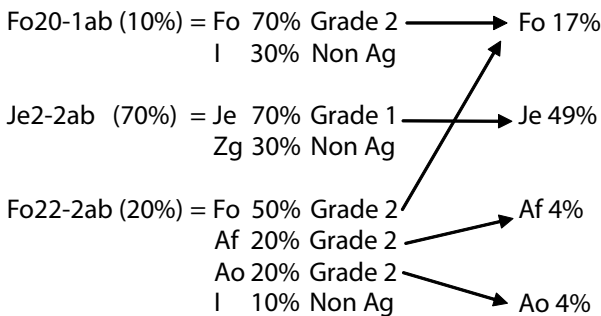 Fo20-1ab (10%) = Fo 70% Grade 2 Fo 17%
I 30% Non Ag
Je2-2ab (70%) = Je 70% Grade 1 Je 49%
Zg 30% Non Ag
Fo22-2ab (20%) = Fo 50% Grade 2 Af 4%
Af 20% Grade 2
Ao 20% Grade 2
I 10% Non Ag Ao 4%